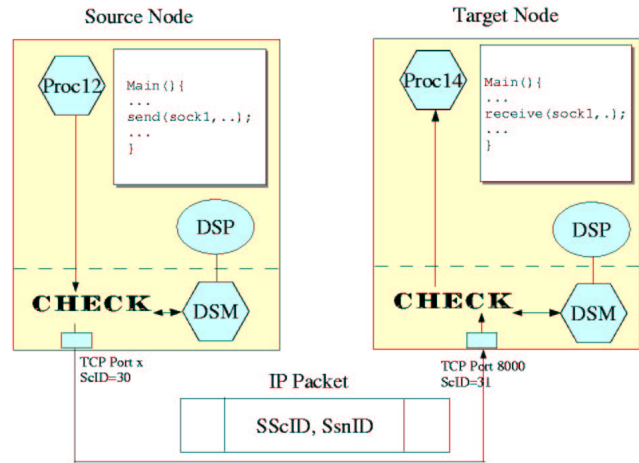 Source Node
Target Node
Proc12
Main(){
...
send(sock1,..);
...
}
DSP
CHECK
DSM
TCP Port x
ScID=30
Proc14
Main(){
...
receive(sock1,.);
...
}
DSP
CHECK
DSM
TCP Port 8000
ScID=31
IP Packet
SScID, SsnID